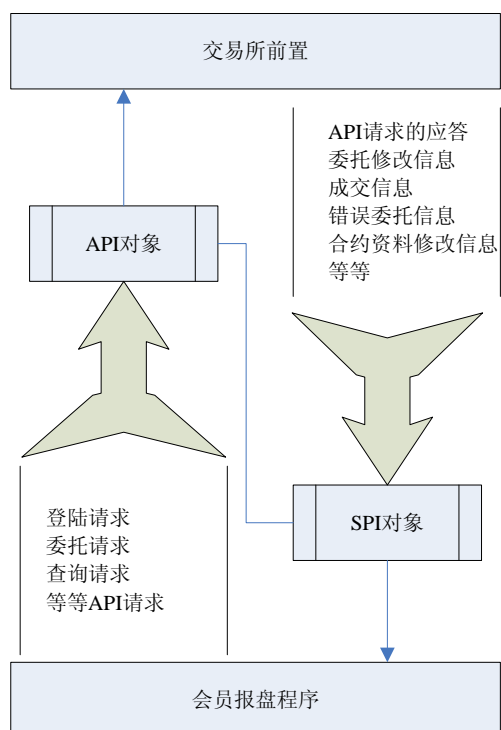 交易所前置
API请求的应答
委托修改信息
成交信息
错误委托信息
合约资料修改信息
等等
API对象
SPI对象
登陆请求
委托请求
查询请求
等等API请求
会员报盘程序